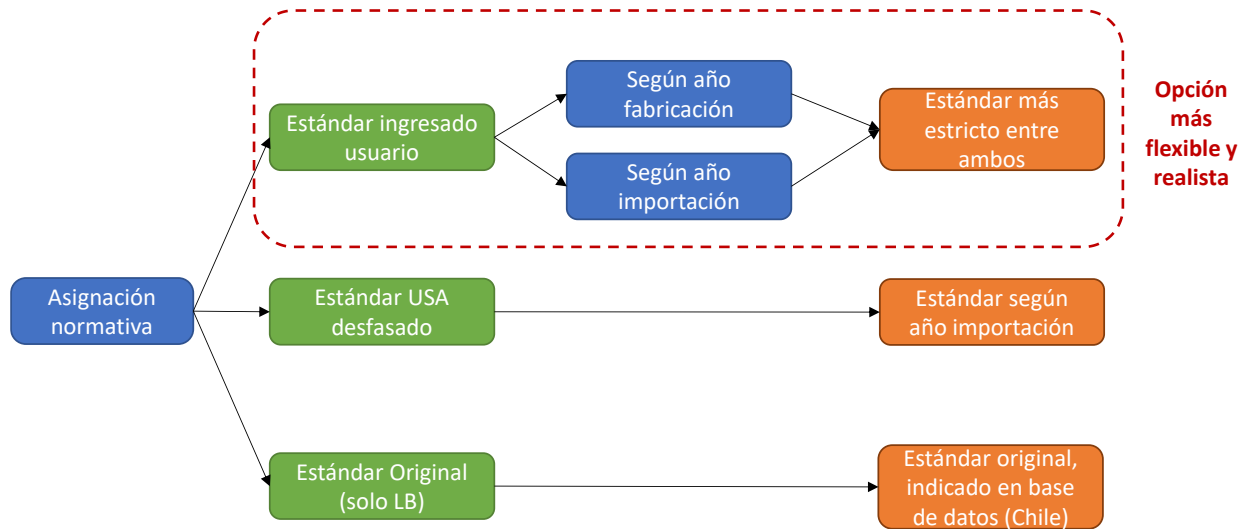 Estándar ingresado
usuario
Según año
fabricación
Según año
importación
Estándar más
estricto entre
ambos
Opción
más
flexible y
realista
Asignación
normativa
Estándar USA
desfasado
Estándar según
año importación
Estándar Original
(solo LB)
Estándar original,
indicado en base
de datos (Chile)